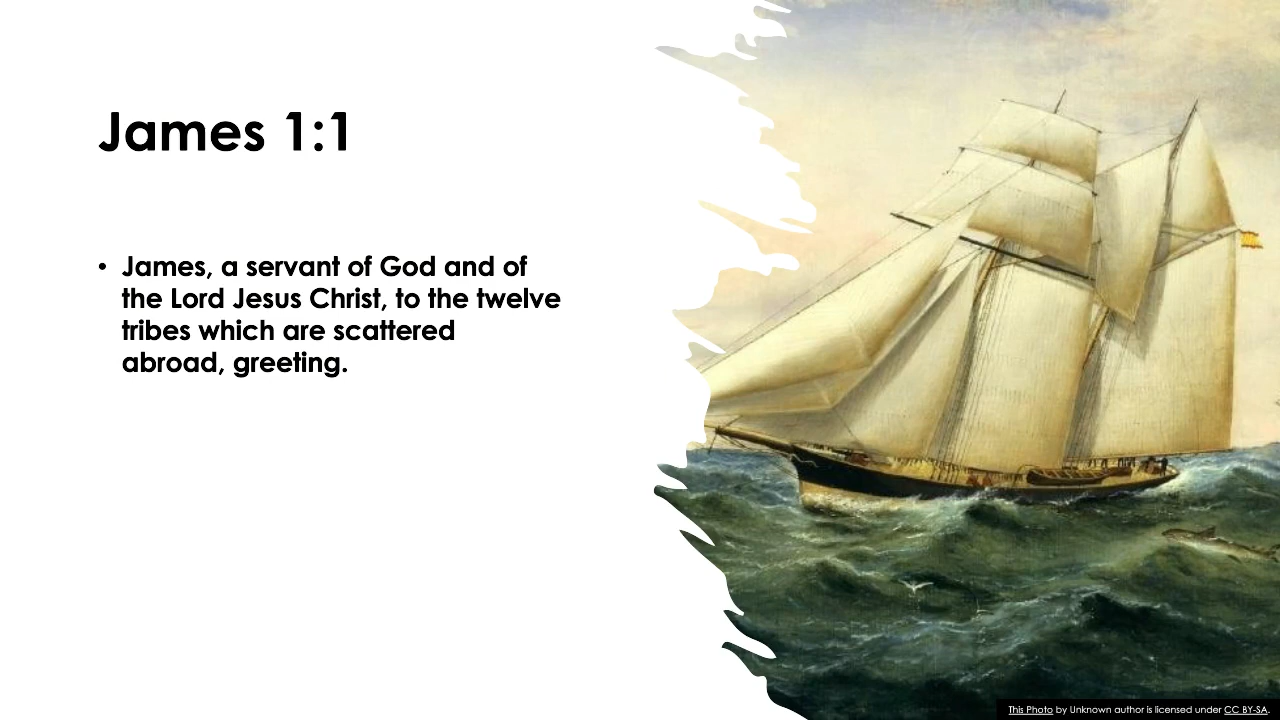 James 1:1
• James, a servant of God and of
the Lord Jesus Christ, to the twelve
tribes which are scattered
abroad, greeting.
This Photo by Unknown author is licensed under CC BY-SA.